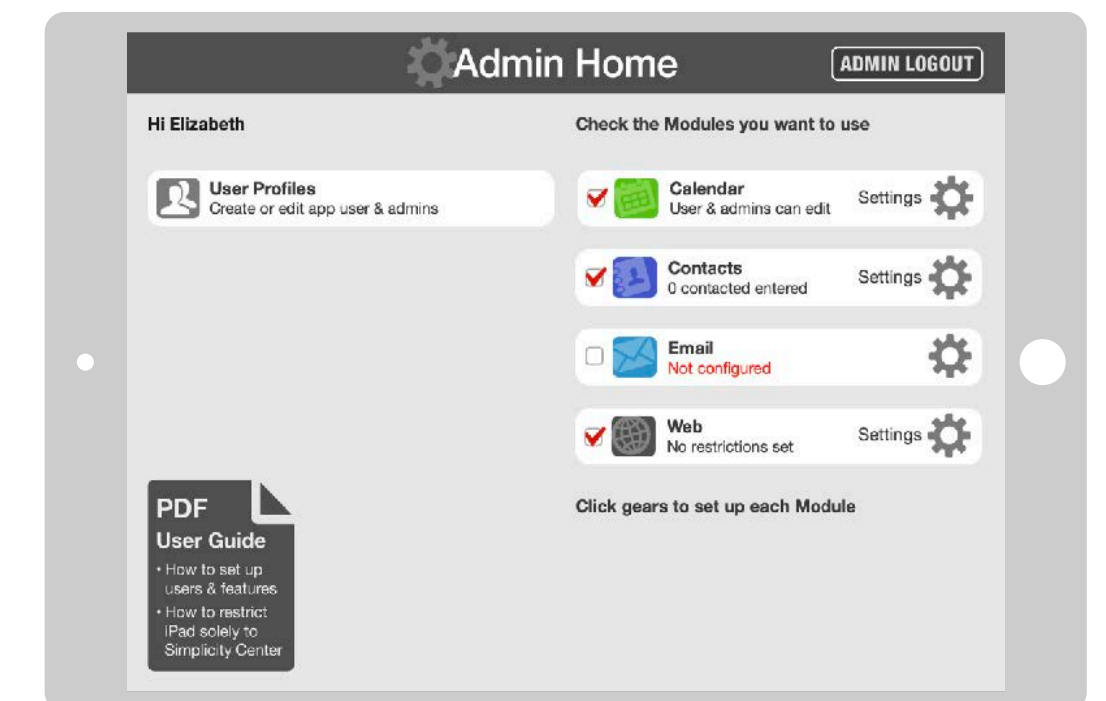 Admin Home
ADMIN LOGOUT
Hi Elizabeth
User Profiles
Create or edit app user & admins
PDF
User Guide
• How to set up
users & features
• How to restrict
iPad solely to
Simplicity Center
Check the Modules you want to use
Calendar
User & admins can edit
Settings
Contacts
0 contacted entered
Settings
Email
Not configured
Web
No restrictions set
Settings
Click gears to set up each Module